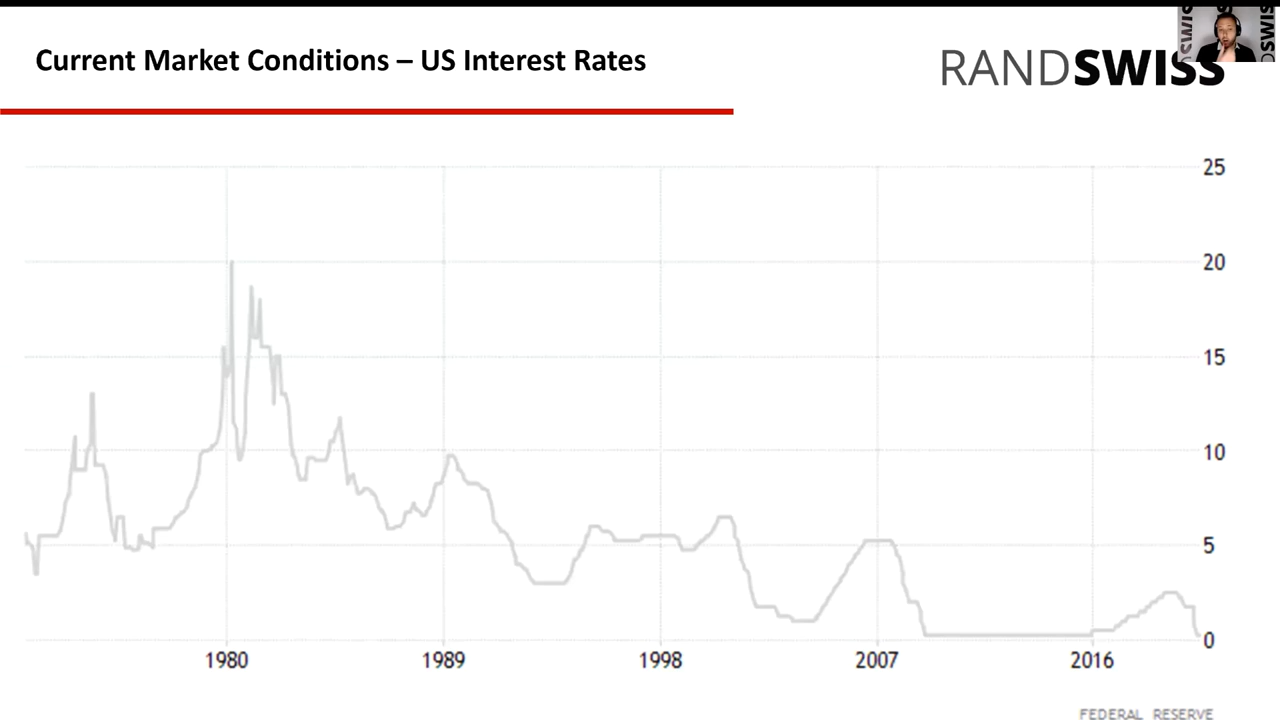 Current Market Conditions – US Interest Rates
RANDSWISS
25
20
15
10
5
0
1980 1989 1998 2007 2016
FEDERAL RESERVE